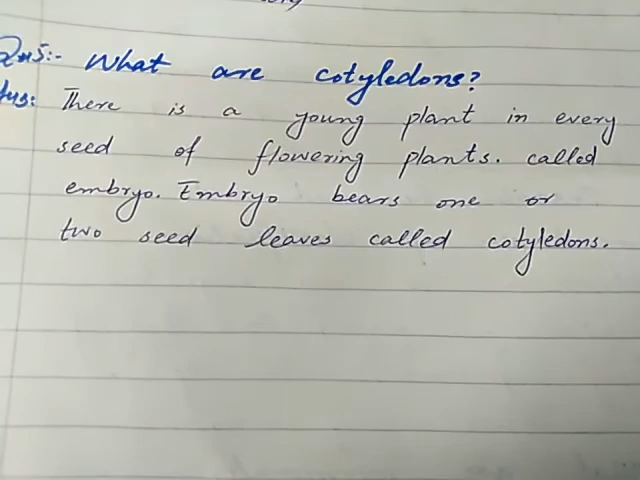 Qn5:- What are cotyledons?
Ans: There is a young plant in every
seed of flowering plants. called
embryo. Embryo bears one or
two seed leaves called cotyledons.